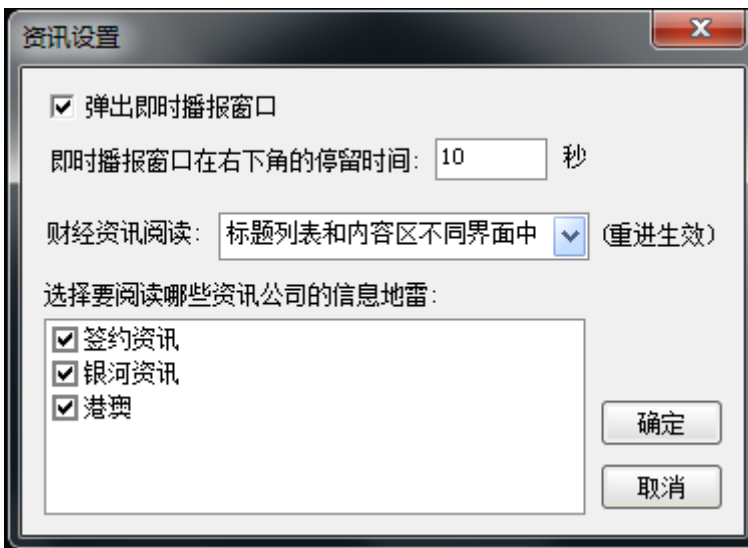 资讯设置
弹出即时播报窗口
即时播报窗口在右下角的停留时间: 10 秒
财经资讯阅读: 标题列表和内容区不同界面中 (重进生效)
选择要阅读哪些资讯公司的信息地雷:
签约资讯
银河资讯
港澳
确定
取消